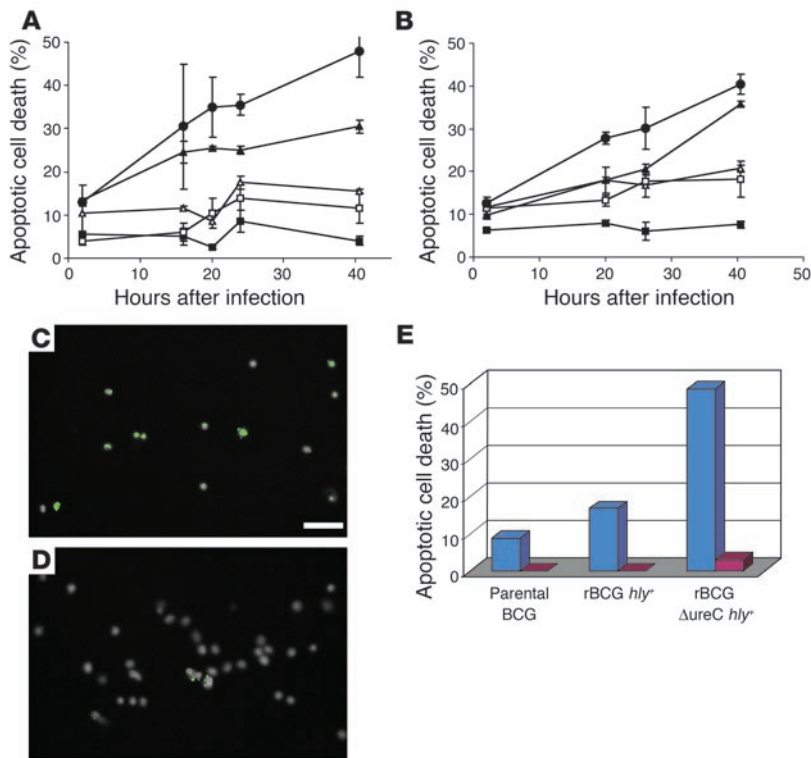 A
Apoptotic cell death (%)
50
40
30
20
10
0
0 10 20 30 40
Hours after infection
B
Apoptotic cell death (%)
50
40
30
20
10
0
0 10 20 30 40 50
Hours after infection
C
D
E
Apoptotic cell death (%)
50
40
30
20
10
0
Parental
BCG
rBCG hly⁺
rBCG
ΔureC hly⁺